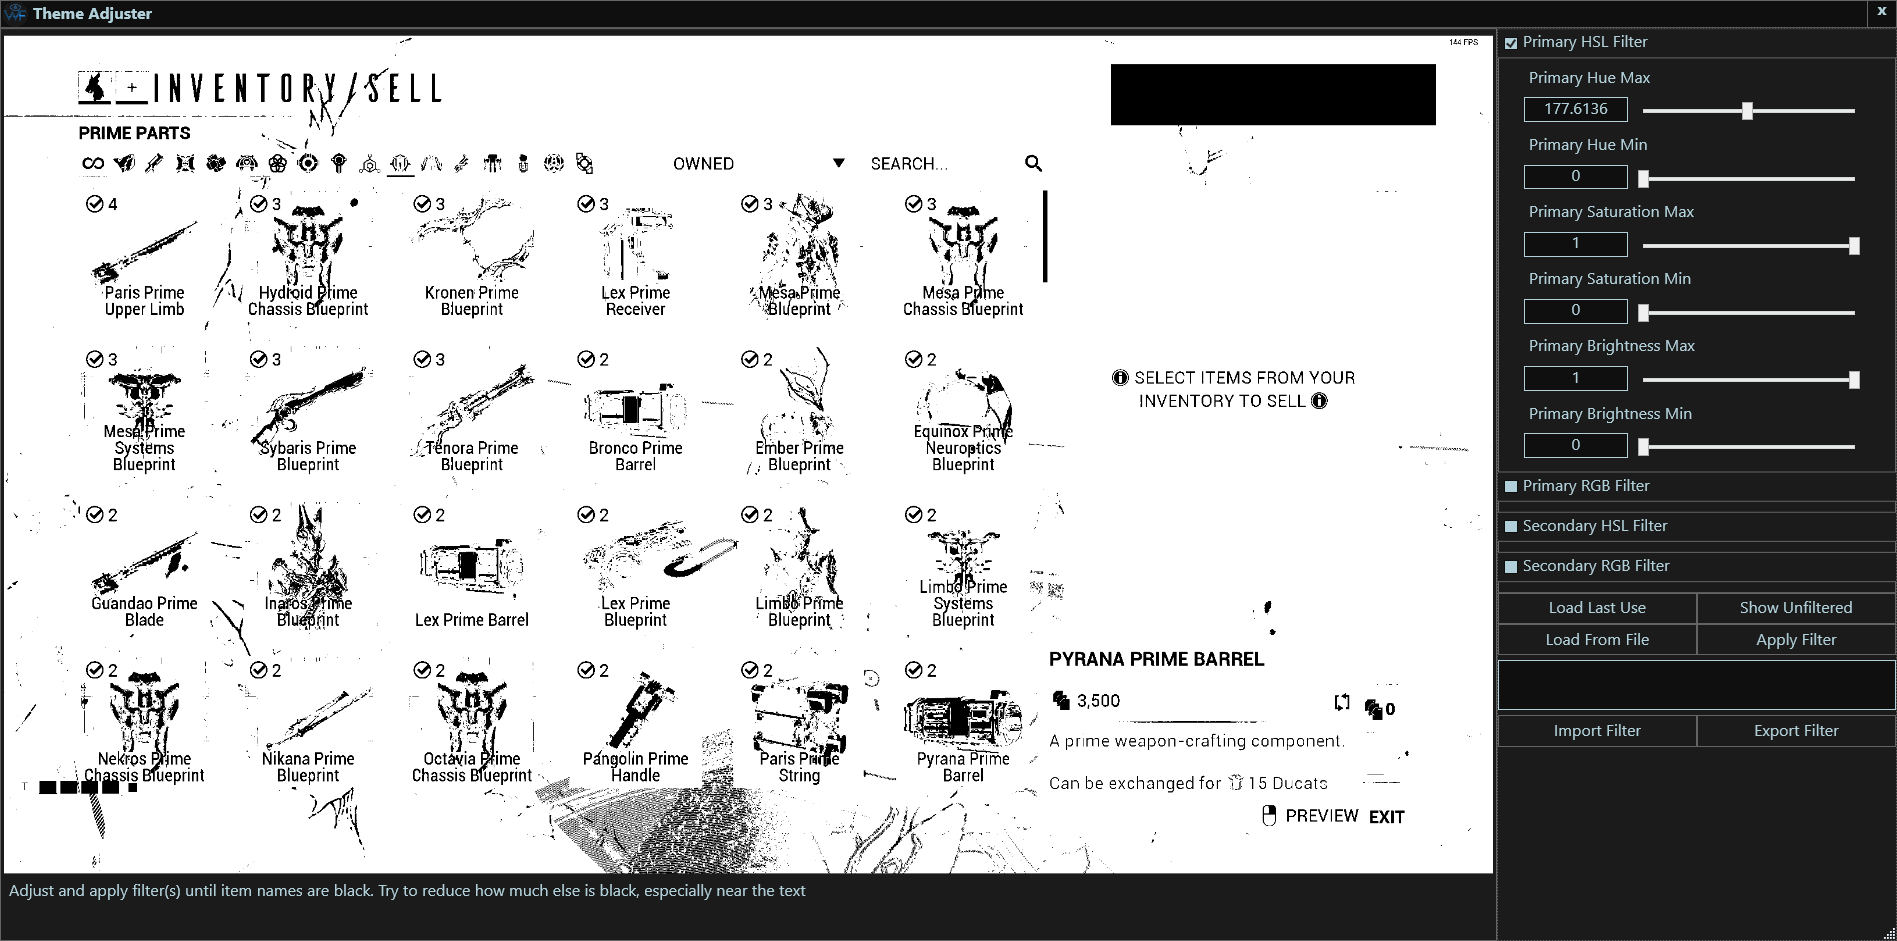 Theme Adjuster
x
144 FPS
INVENTORY/SELL
PRIME PARTS
OWNED
SEARCH...
4
3
3
3
3
3
Paris Prime
Upper Limb
Hydroid Prime
Chassis Blueprint
Kronen Prime
Blueprint
Lex Prime
Receiver
Mesa Prime
Blueprint
Mesa Prime
Chassis Blueprint
3
3
3
2
2
2
Mesa Prime
Systems
Blueprint
Sybaris Prime
Blueprint
Tenora Prime
Blueprint
Bronco Prime
Barrel
Ember Prime
Blueprint
Equinox Prime
Neuroptics
Blueprint
2
2
2
2
2
2
Guandao Prime
Blade
Inaros Prime
Blueprint
Lex Prime Barrel
Lex Prime
Blueprint
Limbo Prime
Blueprint
Limbo Prime
Systems
Blueprint
2
2
2
2
2
2
Nekros Prime
Chassis Blueprint
Nikana Prime
Blueprint
Octavia Prime
Chassis Blueprint
Pangolin Prime
Handle
Paris Prime
String
Pyrana Prime
Barrel
SELECT ITEMS FROM YOUR
INVENTORY TO SELL
PYRANA PRIME BARREL
3,500
0
A prime weapon-crafting component.
Can be exchanged for 15 Ducats
PREVIEW EXIT
Adjust and apply filter(s) until item names are black. Try to reduce how much else is black, especially near the text
Primary HSL Filter
Primary Hue Max
177.6136
Primary Hue Min
0
Primary Saturation Max
1
Primary Saturation Min
0
Primary Brightness Max
1
Primary Brightness Min
0
Primary RGB Filter
Secondary HSL Filter
Secondary RGB Filter
Load Last Use
Show Unfiltered
Load From File
Apply Filter
Import Filter
Export Filter